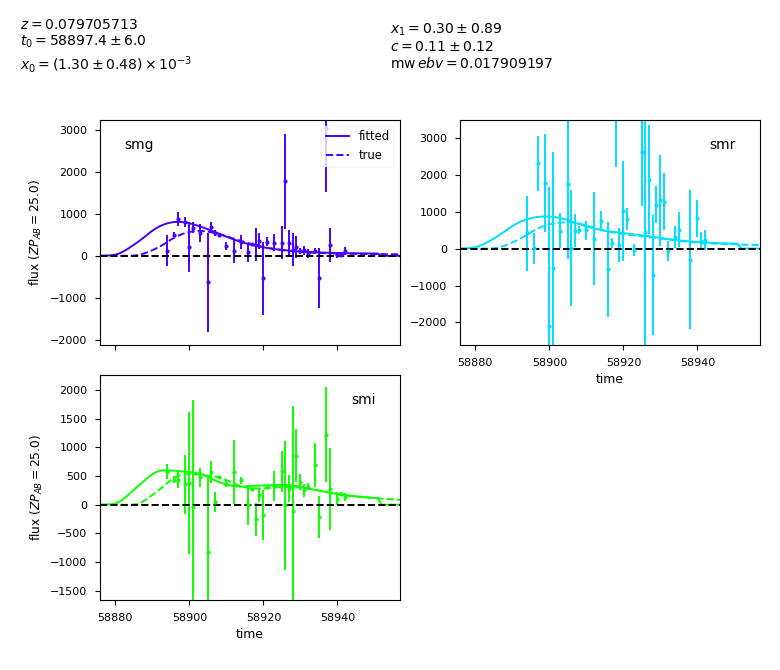 z = 0.079705713
t₀ = 58897.4 ± 6.0
x₀ = (1.30 ± 0.48) × 10⁻³
x₁ = 0.30 ± 0.89
c = 0.11 ± 0.12
mwebv = 0.017909197
smg
fitted
true
3000
2000
1000
0
−1000
−2000
flux (ZP_AB = 25.0)
smr
3000
2000
1000
0
−1000
−2000
58880 58900 58920 58940
time
smi
2000
1500
1000
500
0
−500
−1000
−1500
flux (ZP_AB = 25.0)
58880 58900 58920 58940
time